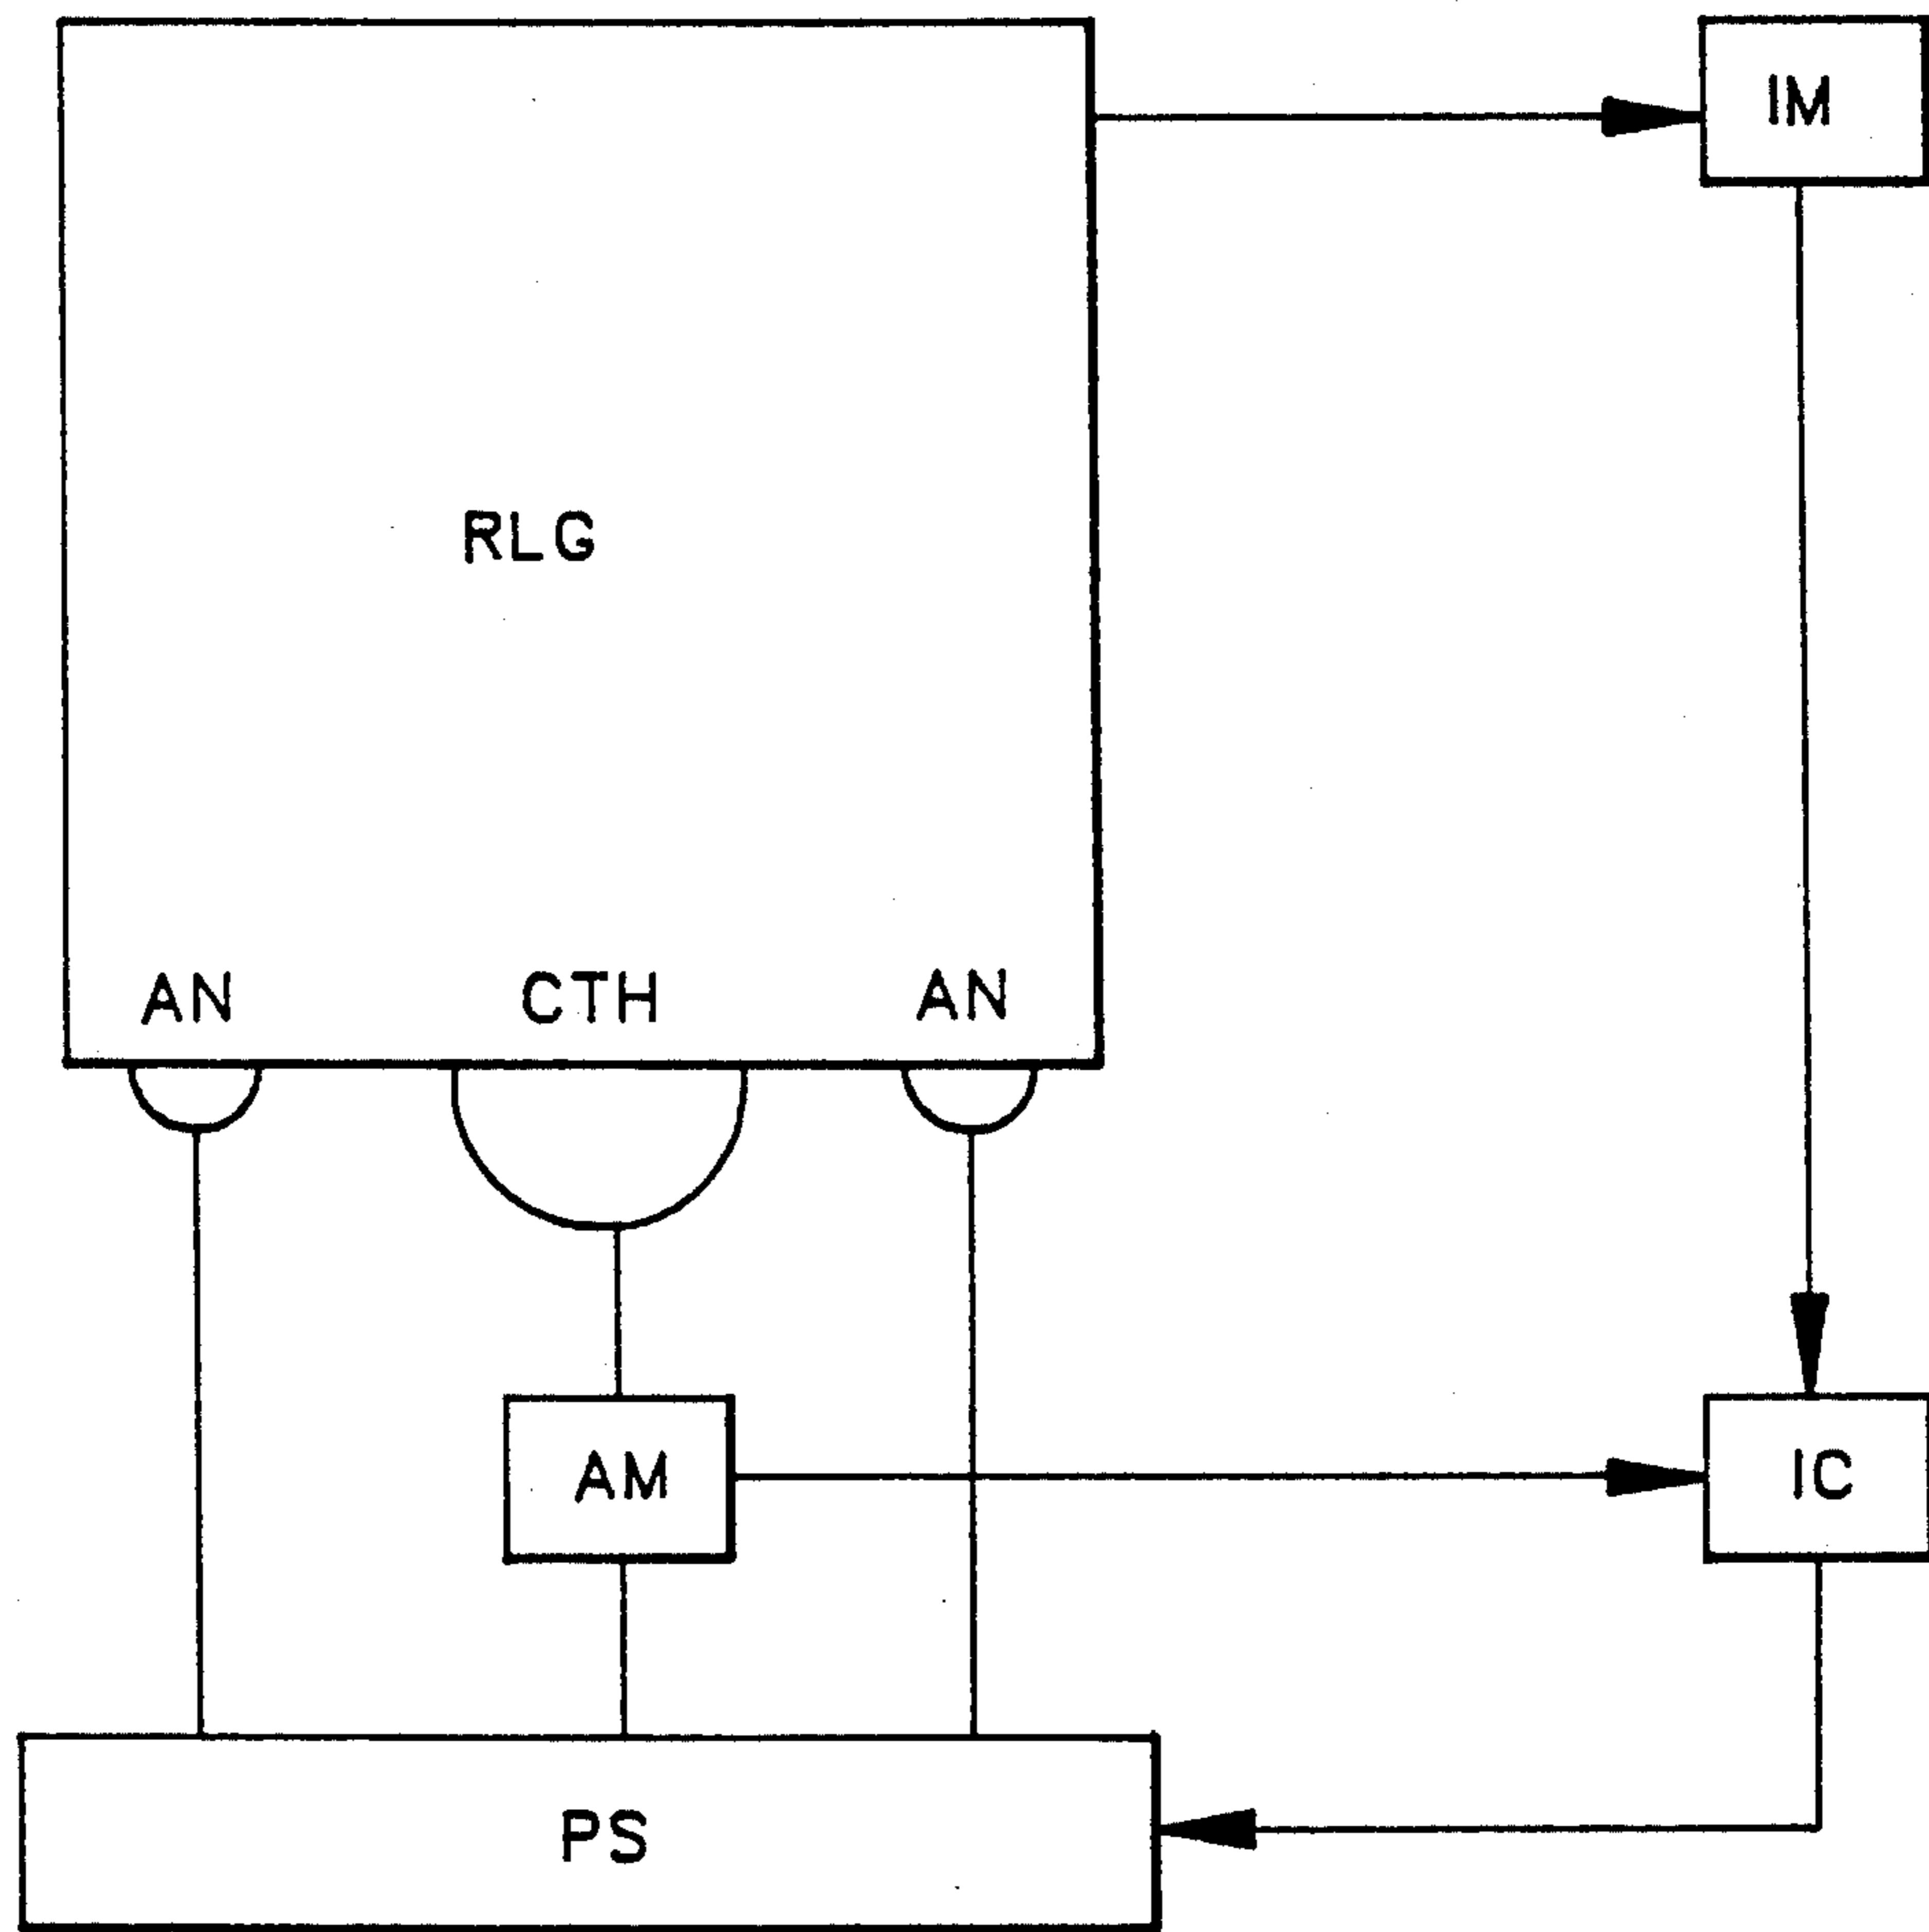 IM
RLG
AN CTH AN
AM
IC
PS